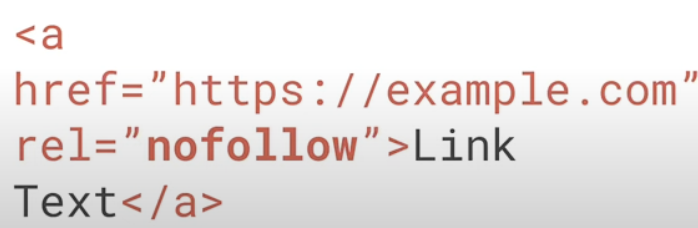 <a
href=”https://example.com”
rel=”nofollow”>Link
Text</a>